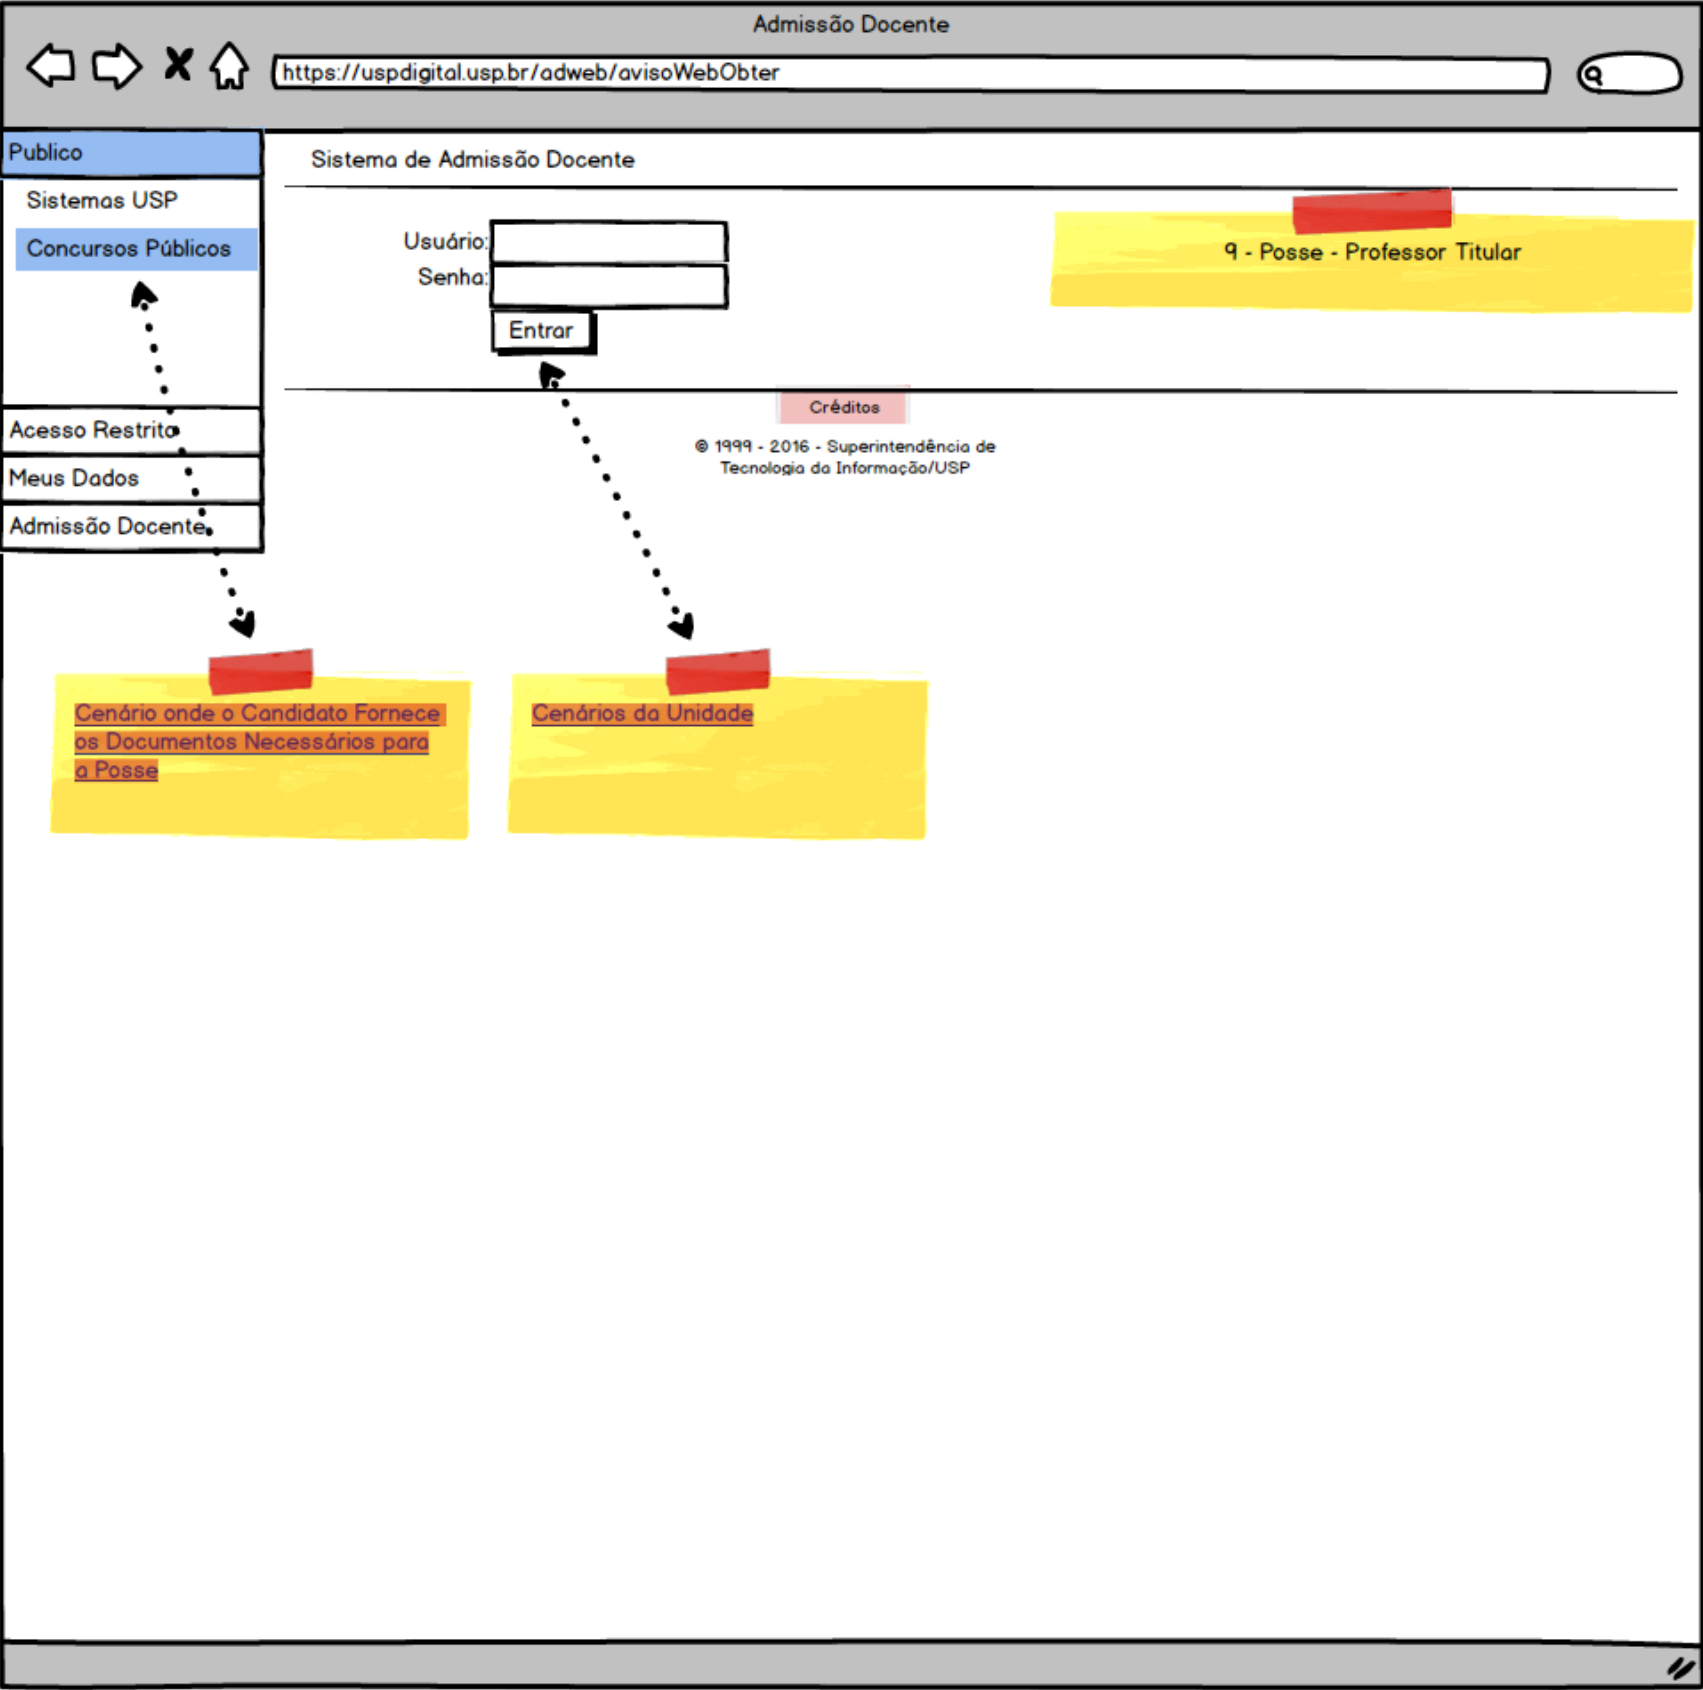 Admissão Docente
https://uspdigital.usp.br/adweb/avisoWebObter
Publico
Sistemas USP
Concursos Públicos
Acesso Restrito
Meus Dados
Admissão Docente
Sistema de Admissão Docente
Usuário:
Senha:
Entrar
9 - Posse - Professor Titular
Créditos
© 1999 - 2016 - Superintendência de
Tecnologia da Informação/USP
Cenário onde o Candidato Fornece
os Documentos Necessários para
a Posse
Cenários da Unidade